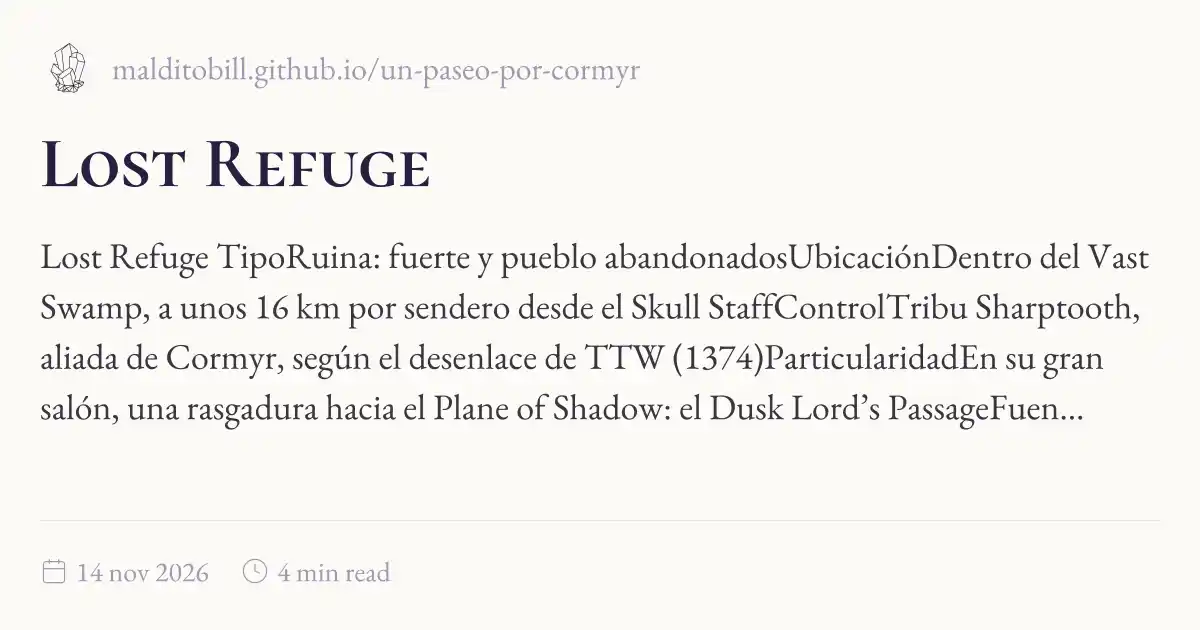 malditobill.github.io/un-paseo-por-cormyr
Lost Refuge
Lost Refuge TipoRuina: fuerte y pueblo abandonadosUbicaciónDentro del Vast
Swamp, a unos 16 km por sendero desde el Skull StaffControlTribu Sharptooth,
aliada de Cormyr, según el desenlace de TTW (1374)ParticularidadEn su gran
salón, una rasgadura hacia el Plane of Shadow: el Dusk Lord’s PassageFuen...
14 nov 2026
4 min read